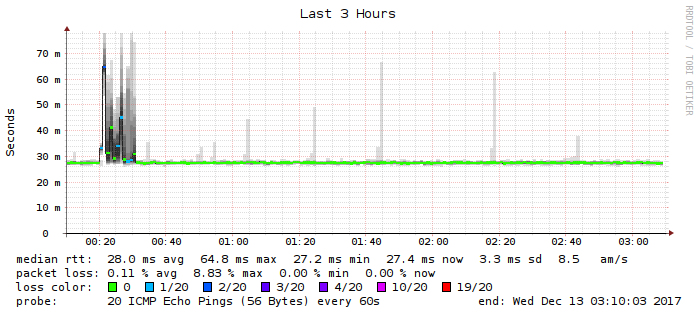 Last 3 Hours
RRDTOOL / TOBI OETIKER
Seconds
70 m
60 m
50 m
40 m
30 m
20 m
10 m
0
00:20 00:40 01:00 01:20 01:40 02:00 02:20 02:40 03:00
median rtt: 28.0 ms avg 64.8 ms max 27.2 ms min 27.4 ms now 3.3 ms sd 8.5 am/s
packet loss: 0.11 % avg 8.83 % max 0.00 % min 0.00 % now
loss color: 0 1/20 2/20 3/20 4/20 10/20 19/20
probe: 20 ICMP Echo Pings (56 Bytes) every 60s end: Wed Dec 13 03:10:03 2017